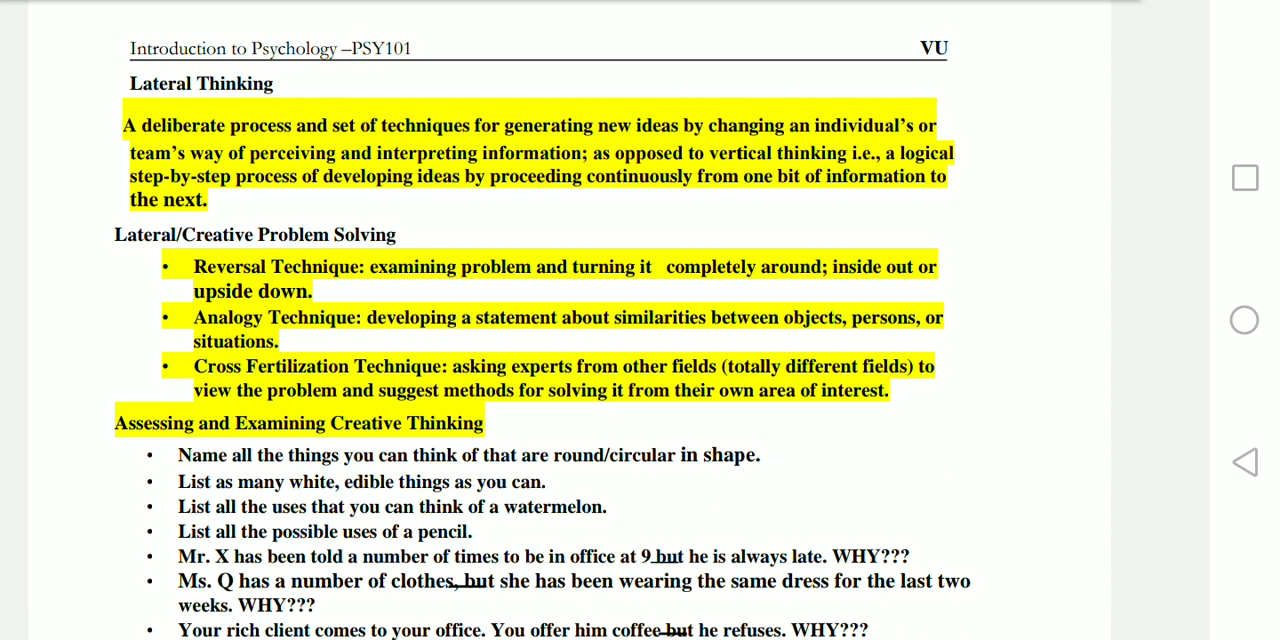 Introduction to Psychology –PSY101 VU
Lateral Thinking
A deliberate process and set of techniques for generating new ideas by changing an individual's or
team's way of perceiving and interpreting information; as opposed to vertical thinking i.e., a logical
step-by-step process of developing ideas by proceeding continuously from one bit of information to
the next.
Lateral/Creative Problem Solving
• Reversal Technique: examining problem and turning it completely around; inside out or
upside down.
• Analogy Technique: developing a statement about similarities between objects, persons, or
situations.
• Cross Fertilization Technique: asking experts from other fields (totally different fields) to
view the problem and suggest methods for solving it from their own area of interest.
Assessing and Examining Creative Thinking
• Name all the things you can think of that are round/circular in shape.
• List as many white, edible things as you can.
• List all the uses that you can think of a watermelon.
• List all the possible uses of a pencil.
• Mr. X has been told a number of times to be in office at 9 but he is always late. WHY???
• Ms. Q has a number of clothes, but she has been wearing the same dress for the last two
weeks. WHY???
• Your rich client comes to your office. You offer him coffee but he refuses. WHY???